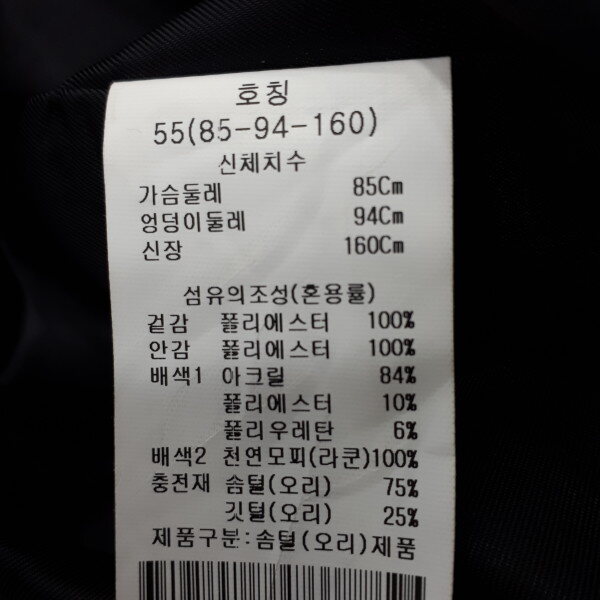 호칭
55(85-94-160)
신체치수
가슴둘레 85Cm
엉덩이둘레 94Cm
신장 160Cm
섬유의조성(혼용률)
겉감 폴리에스터 100%
안감 폴리에스터 100%
배색1 아크릴 84%
폴리에스터 10%
폴리우레탄 6%
배색2 천연모피(라쿤)100%
충전재 솜털(오리) 75%
깃털(오리) 25%
제품구분:솜털(오리)제품